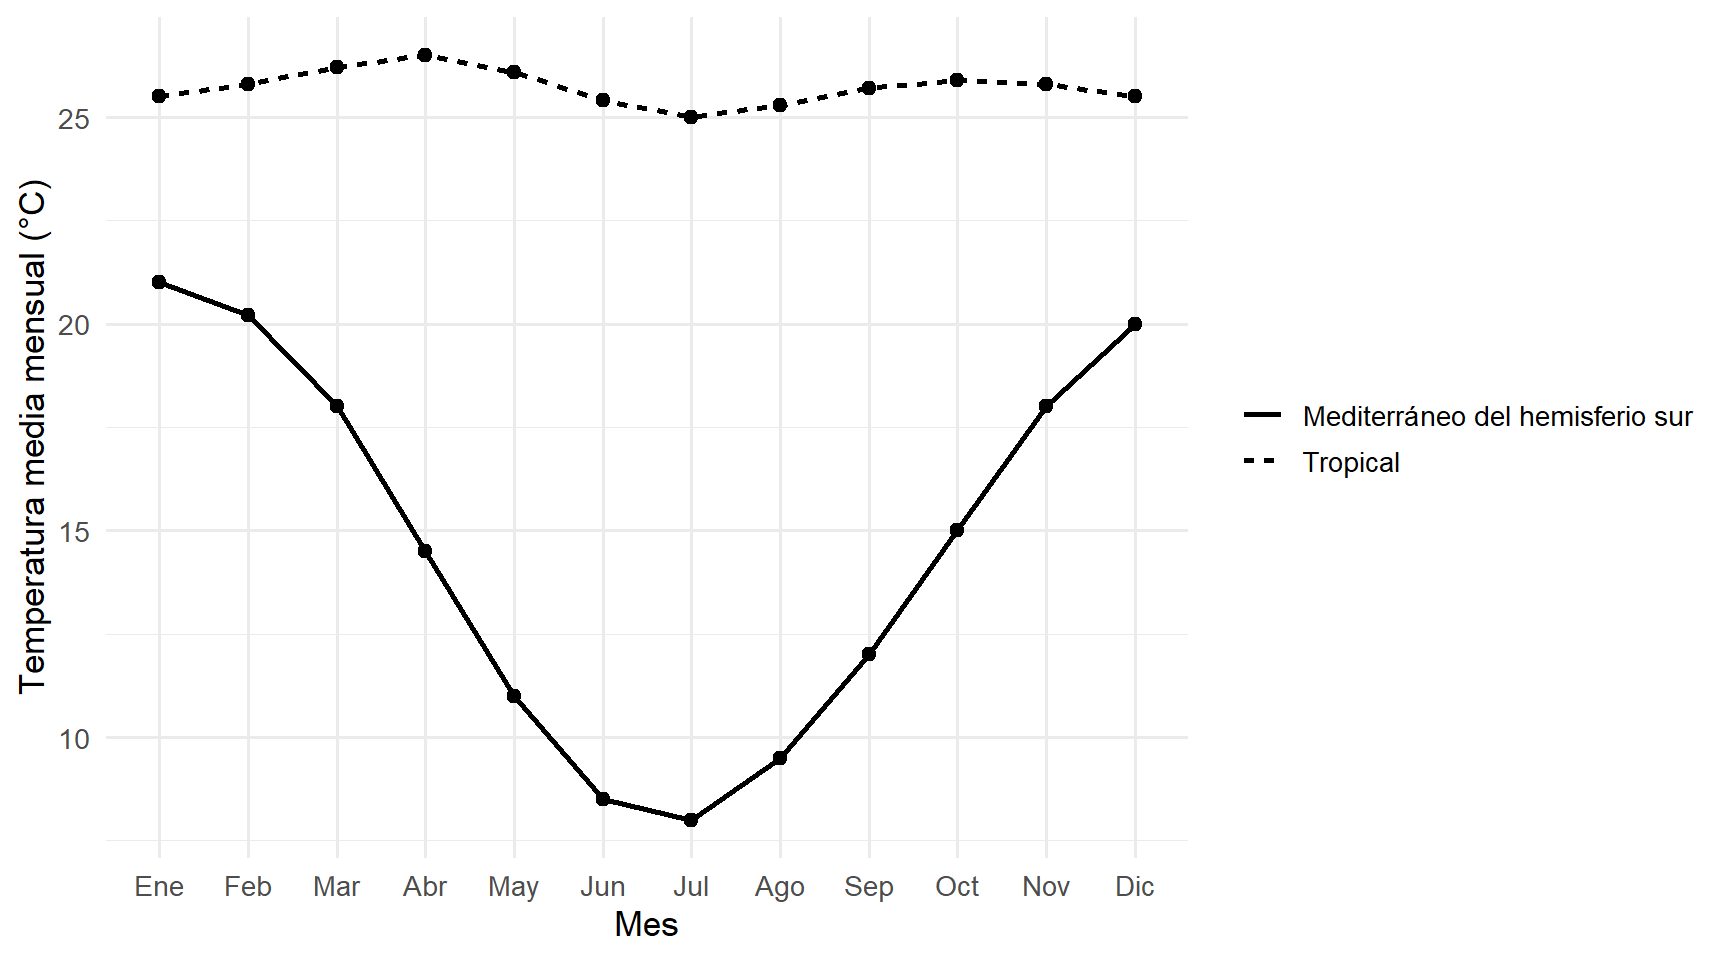 Temperatura media mensual (°C)
25
20
15
10
Ene Feb Mar Abr May Jun Jul Ago Sep Oct Nov Dic
Mes
Mediterráneo del hemisferio sur
Tropical